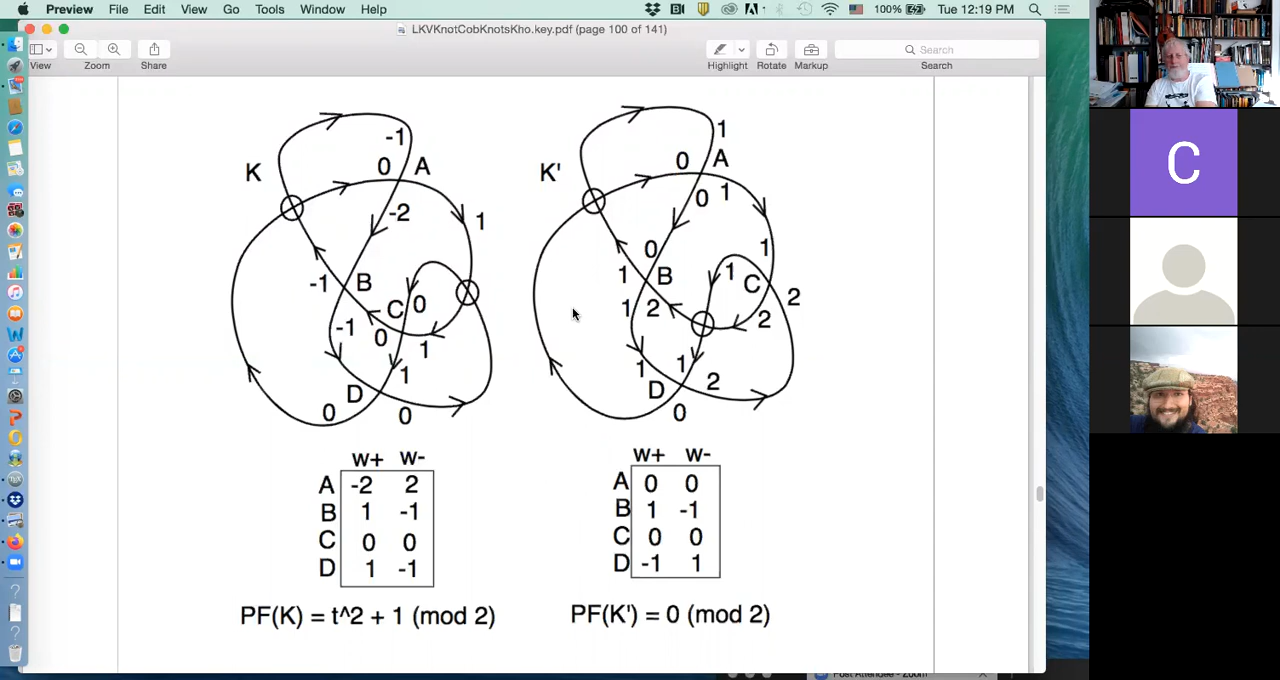 Preview File Edit View Go Tools Window Help
100% Tue 12:19 PM
LKVKnotCobKnotsKho.key.pdf (page 100 of 141)
View Zoom Share Highlight Rotate Markup Search
Search
K -1 0 A -2 1
-1 B C 0
-1 0 1
D 1
0 0
K' 1 0 A 0 1
0 1
1 B 1 C 2
1 2 2
1 1
D 2
0
w+ w-
A -2 2
B 1 -1
C 0 0
D 1 -1
w+ w-
A 0 0
B 1 -1
C 0 0
D -1 1
PF(K) = t^2 + 1 (mod 2)
PF(K') = 0 (mod 2)
C
Post Attendee - Zoom